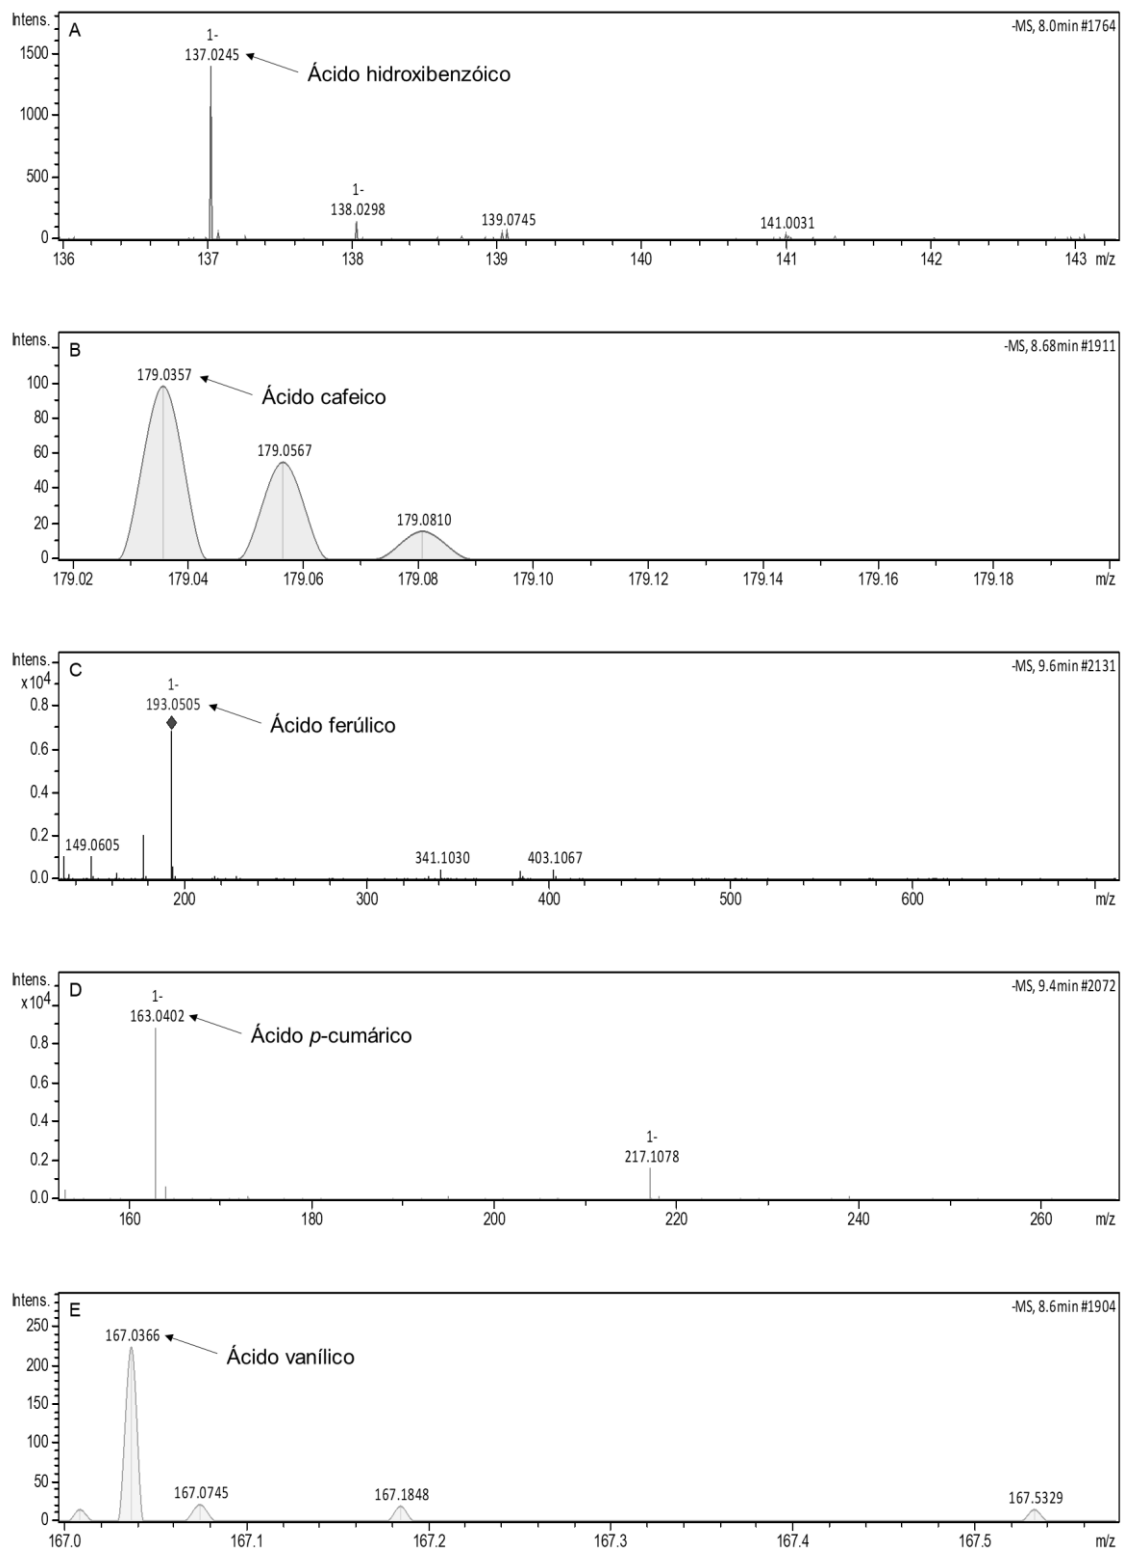 Intens.
A
-MS, 8.0min #1764
1-
137.0245
Ácido hidroxibenzóico
1-
138.0298
139.0745
141.0031
1500
1000
500
0
136 137 138 139 140 141 142 143 m/z
Intens.
B
-MS, 8.68min #1911
179.0357
Ácido cafeico
179.0567
179.0810
100
80
60
40
20
0
179.02 179.04 179.06 179.08 179.10 179.12 179.14 179.16 179.18 m/z
Intens.
x10⁴
C
-MS, 9.6min #2131
1-
193.0505
Ácido ferúlico
149.0605
341.1030
403.1067
0.8
0.6
0.4
0.2
0.0
200 300 400 500 600 m/z
Intens.
x10⁴
D
-MS, 9.4min #2072
1-
163.0402
Ácido p-cumárico
1-
217.1078
0.8
0.6
0.4
0.2
0.0
160 180 200 220 240 260 m/z
Intens.
E
-MS, 8.6min #1904
167.0366
Ácido vanílico
167.0745
167.1848
167.5329
250
200
150
100
50
0
167.0 167.1 167.2 167.3 167.4 167.5 m/z